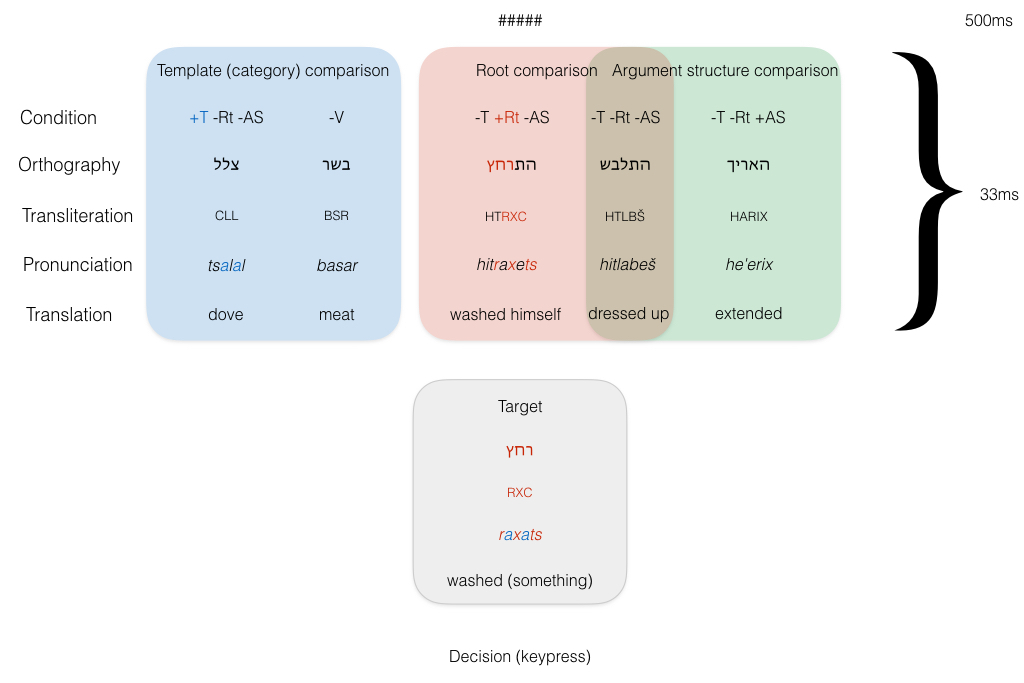 ##### 500ms
Template (category) comparison Root comparison Argument structure comparison
Condition +T -Rt -AS -V -T +Rt -AS -T -Rt -AS -T -Rt +AS
Orthography צלל בשר התרחץ התלבש האריך
33ms
Transliteration CLL BSR HTRXC HTLBŠ HARIX
Pronunciation tsalal basar hitraxets hitlabeš he'erix
Translation dove meat washed himself dressed up extended
Target
רחץ
RXC
raxats
washed (something)
Decision (keypress)